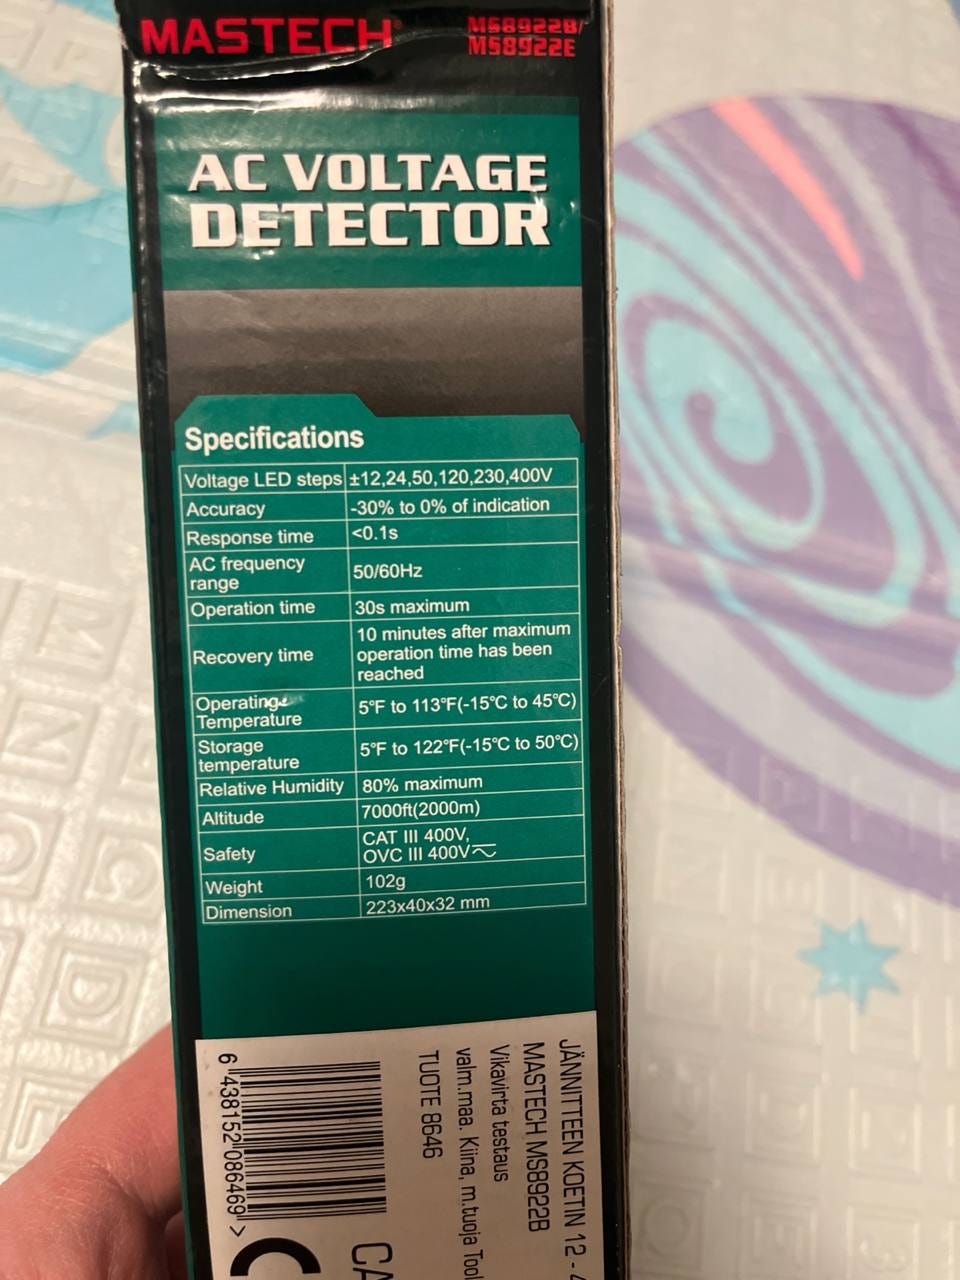 MASTECH®
MS8922B/
MS8922E
AC VOLTAGE
DETECTOR
Specifications
Voltage LED steps ±12,24,50,120,230,400V
Accuracy -30% to 0% of indication
Response time <0.1s
AC frequency
range
50/60Hz
Operation time 30s maximum
Recovery time
10 minutes after maximum
operation time has been
reached
Operating
Temperature
5°F to 113°F(-15°C to 45°C)
Storage
temperature
5°F to 122°F(-15°C to 50°C)
Relative Humidity 80% maximum
Altitude 7000ft(2000m)
Safety
CAT III 400V,
OVC III 400V
Weight 102g
Dimension 223x40x32 mm
JÄNNITTEEN KOETIN 12 -
MASTECH MS8922B
Vikavirta testaus
valm.maa. Kiina, m.tuoja Tool
TUOTE 8646
6 438152 086469 >
CA